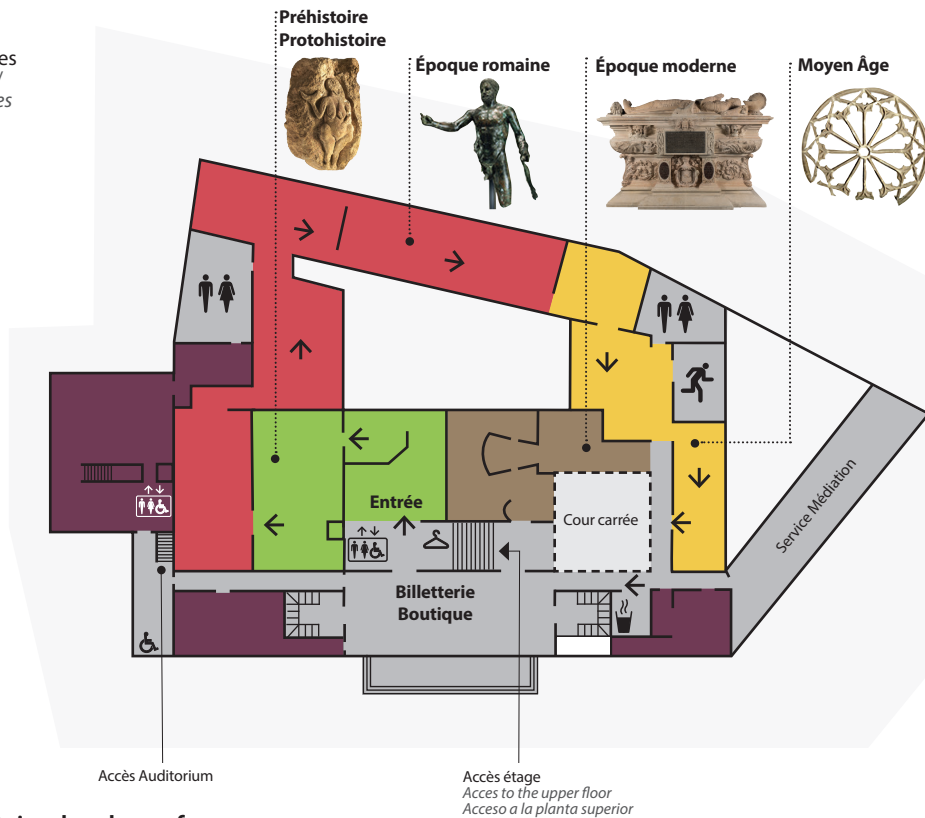 Préhistoire
Protohistoire
Époque romaine
Époque moderne
Moyen Âge
Entrée
Cour carrée
Service Médiation
Billetterie
Boutique
Accès Auditorium
Accès étage
Acces to the upper floor
Acceso a la planta superior